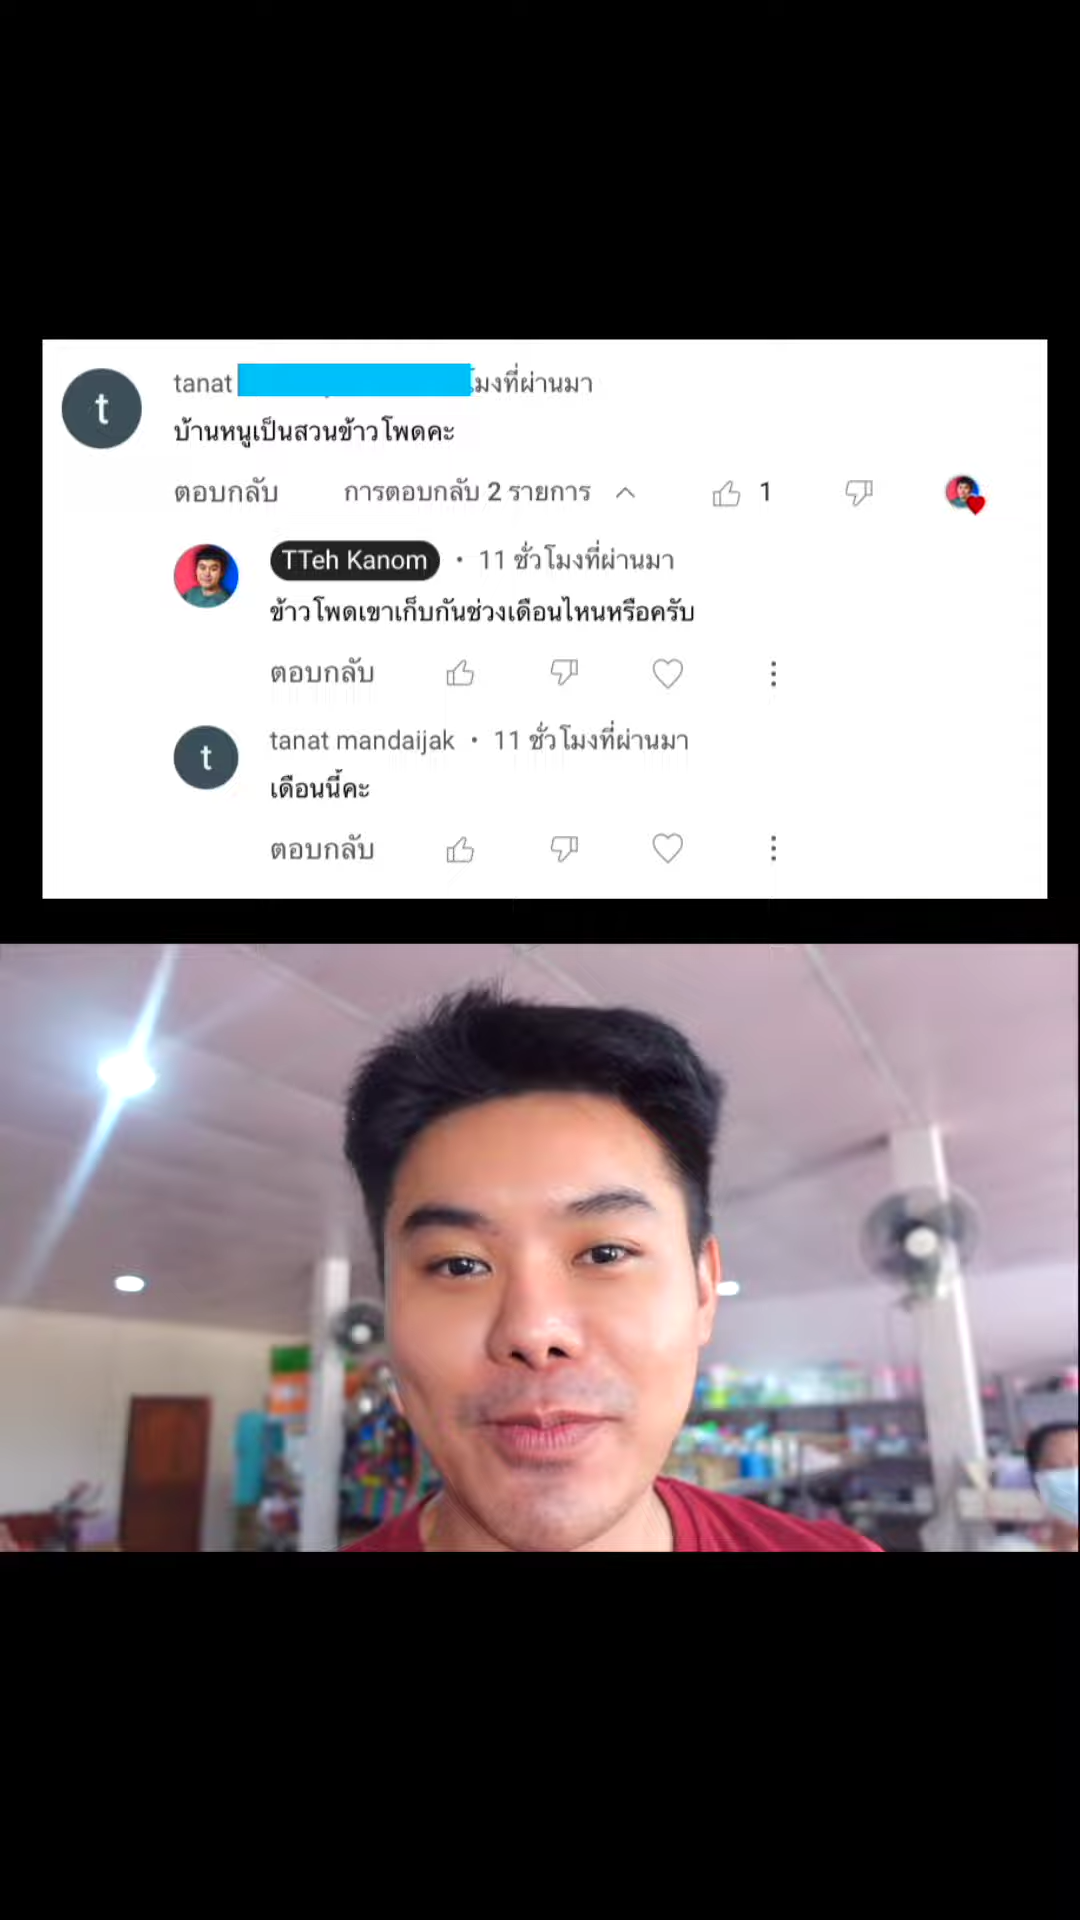 t
tanat โมงที่ผ่านมา
บ้านหนูเป็นสวนข้าวโพดคะ
ตอบกลับ การตอบกลับ 2 รายการ 1
TTeh Kanom • 11 ชั่วโมงที่ผ่านมา
ข้าวโพดเขาเก็บกันช่วงเดือนไหนหรือครับ
ตอบกลับ
t
tanat mandaijak • 11 ชั่วโมงที่ผ่านมา
เดือนนี้คะ
ตอบกลับ